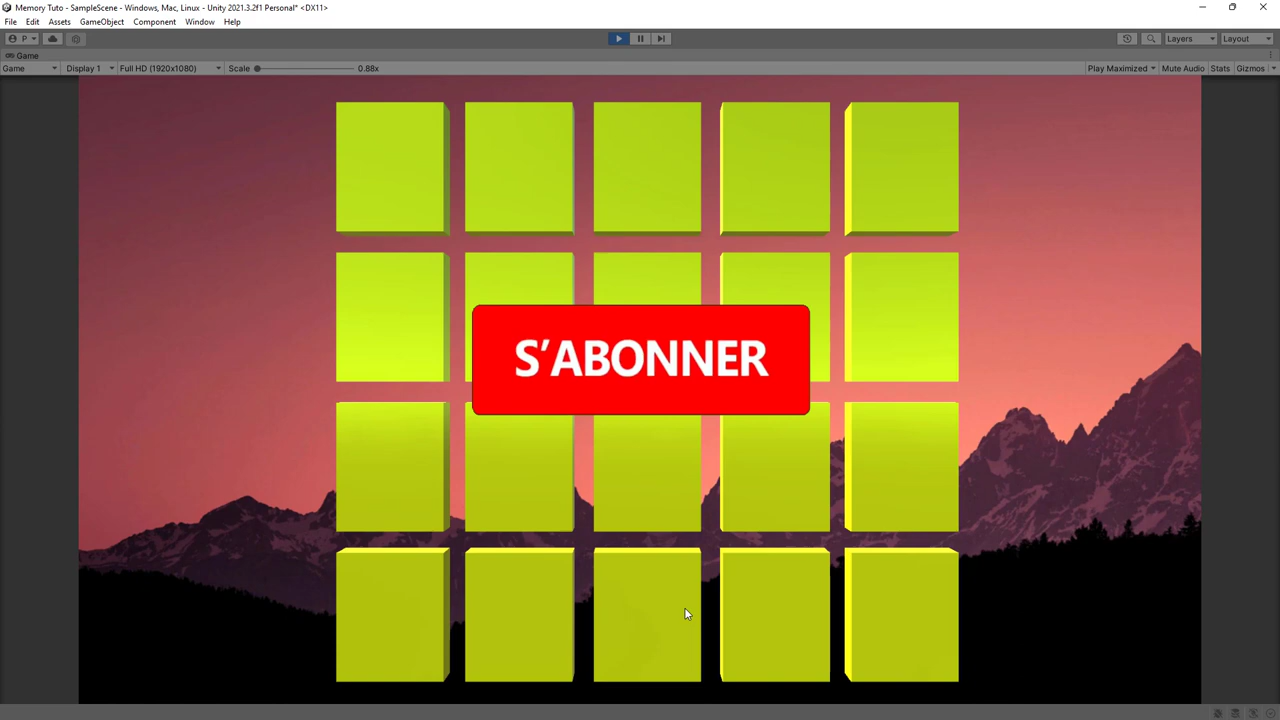 Memory Tuto - SampleScene - Windows, Mac, Linux - Unity 2021.3.2f1 Personal* <DX11>
File Edit Assets GameObject Component Window Help
P Layers Layout
Game
Game Display 1 Full HD (1920x1080) Scale 0.88x Play Maximized Mute Audio Stats Gizmos
S'ABONNER